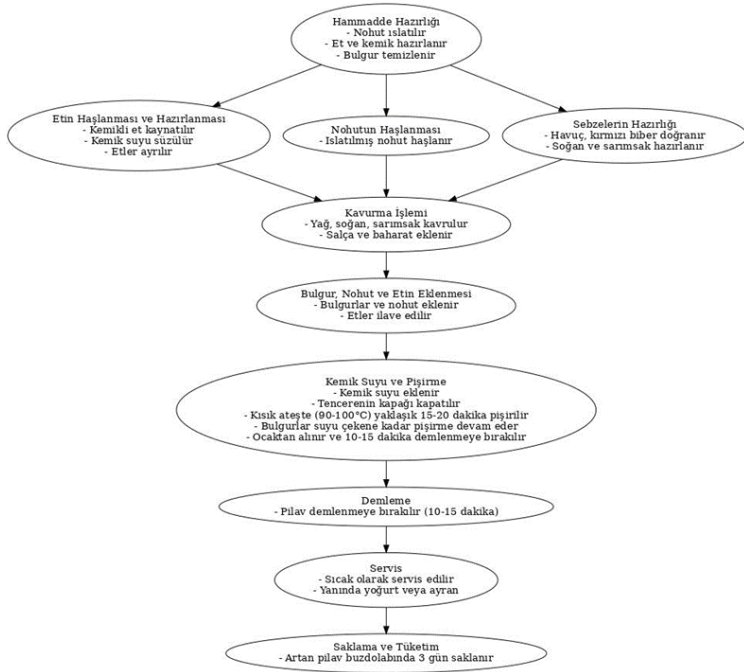 Hammadde Hazırlığı
- Nohut ıslatılır
- Et ve kemik hazırlanır
- Bulgur temizlenir
Etin Haşlanması ve Hazırlanması
- Kemikli et kaynatılır
- Kemik suyu süzülür
- Etler ayrılır
Nohutun Haşlanması
- Islatılmış nohut haşlanır
Sebzelerin Hazırlığı
- Havuç, kırmızı biber doğranır
- Soğan ve sarımsak hazırlanır
Kavurma İşlemi
- Yağ, soğan, sarımsak kavrulur
- Salça ve baharat eklenir
Bulgur, Nohut ve Etin Eklenmesi
- Bulgurlar ve nohut eklenir
- Etler ilave edilir
Kemik Suyu ve Pişirme
- Kemik suyu eklenir
- Tencerenin kapağı kapatılır
- Kısık ateşte (90-100°C) yaklaşık 15-20 dakika pişirilir
- Bulgurlar suyu çekene kadar pişirme devam eder
- Ocaktan alınır ve 10-15 dakika demlenmeye bırakılır
Demleme
- Pilav demlenmeye bırakılır (10-15 dakika)
Servis
- Sıcak olarak servis edilir
- Yanında yoğurt veya ayran
Saklama ve Tüketim
- Artan pilav buzdolabında 3 gün saklanır